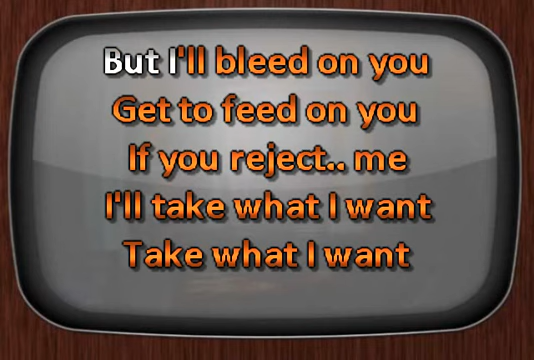 But I'll bleed on you
Get to feed on you
If you reject.. me
I'll take what I want
Take what I want